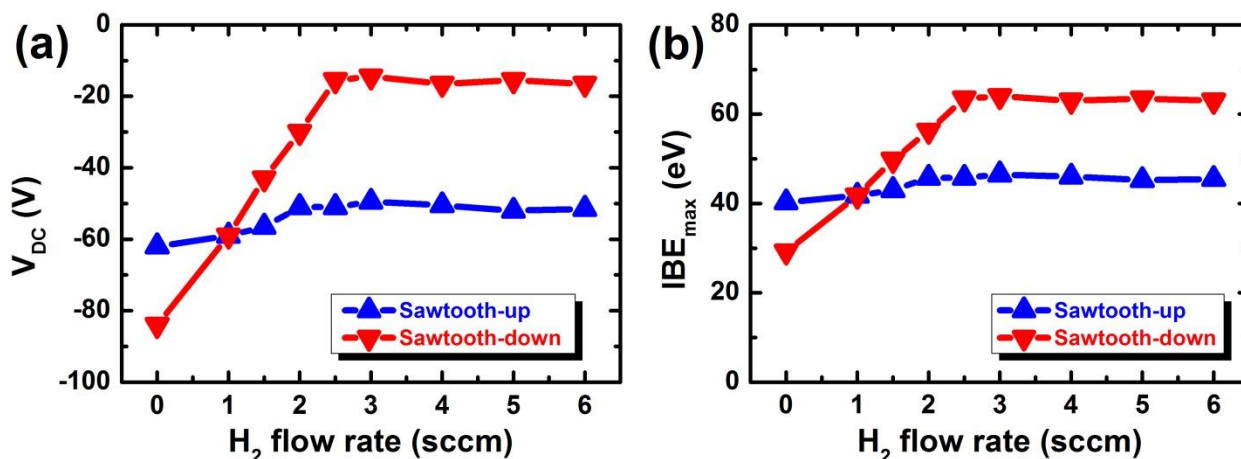 (a)
0
-20
-40
-60
-80
-100
V_DC (V)
0 1 2 3 4 5 6
H₂ flow rate (sccm)
Sawtooth-up
Sawtooth-down
(b)
80
60
40
20
0
IBE_max (eV)
0 1 2 3 4 5 6
H₂ flow rate (sccm)
Sawtooth-up
Sawtooth-down